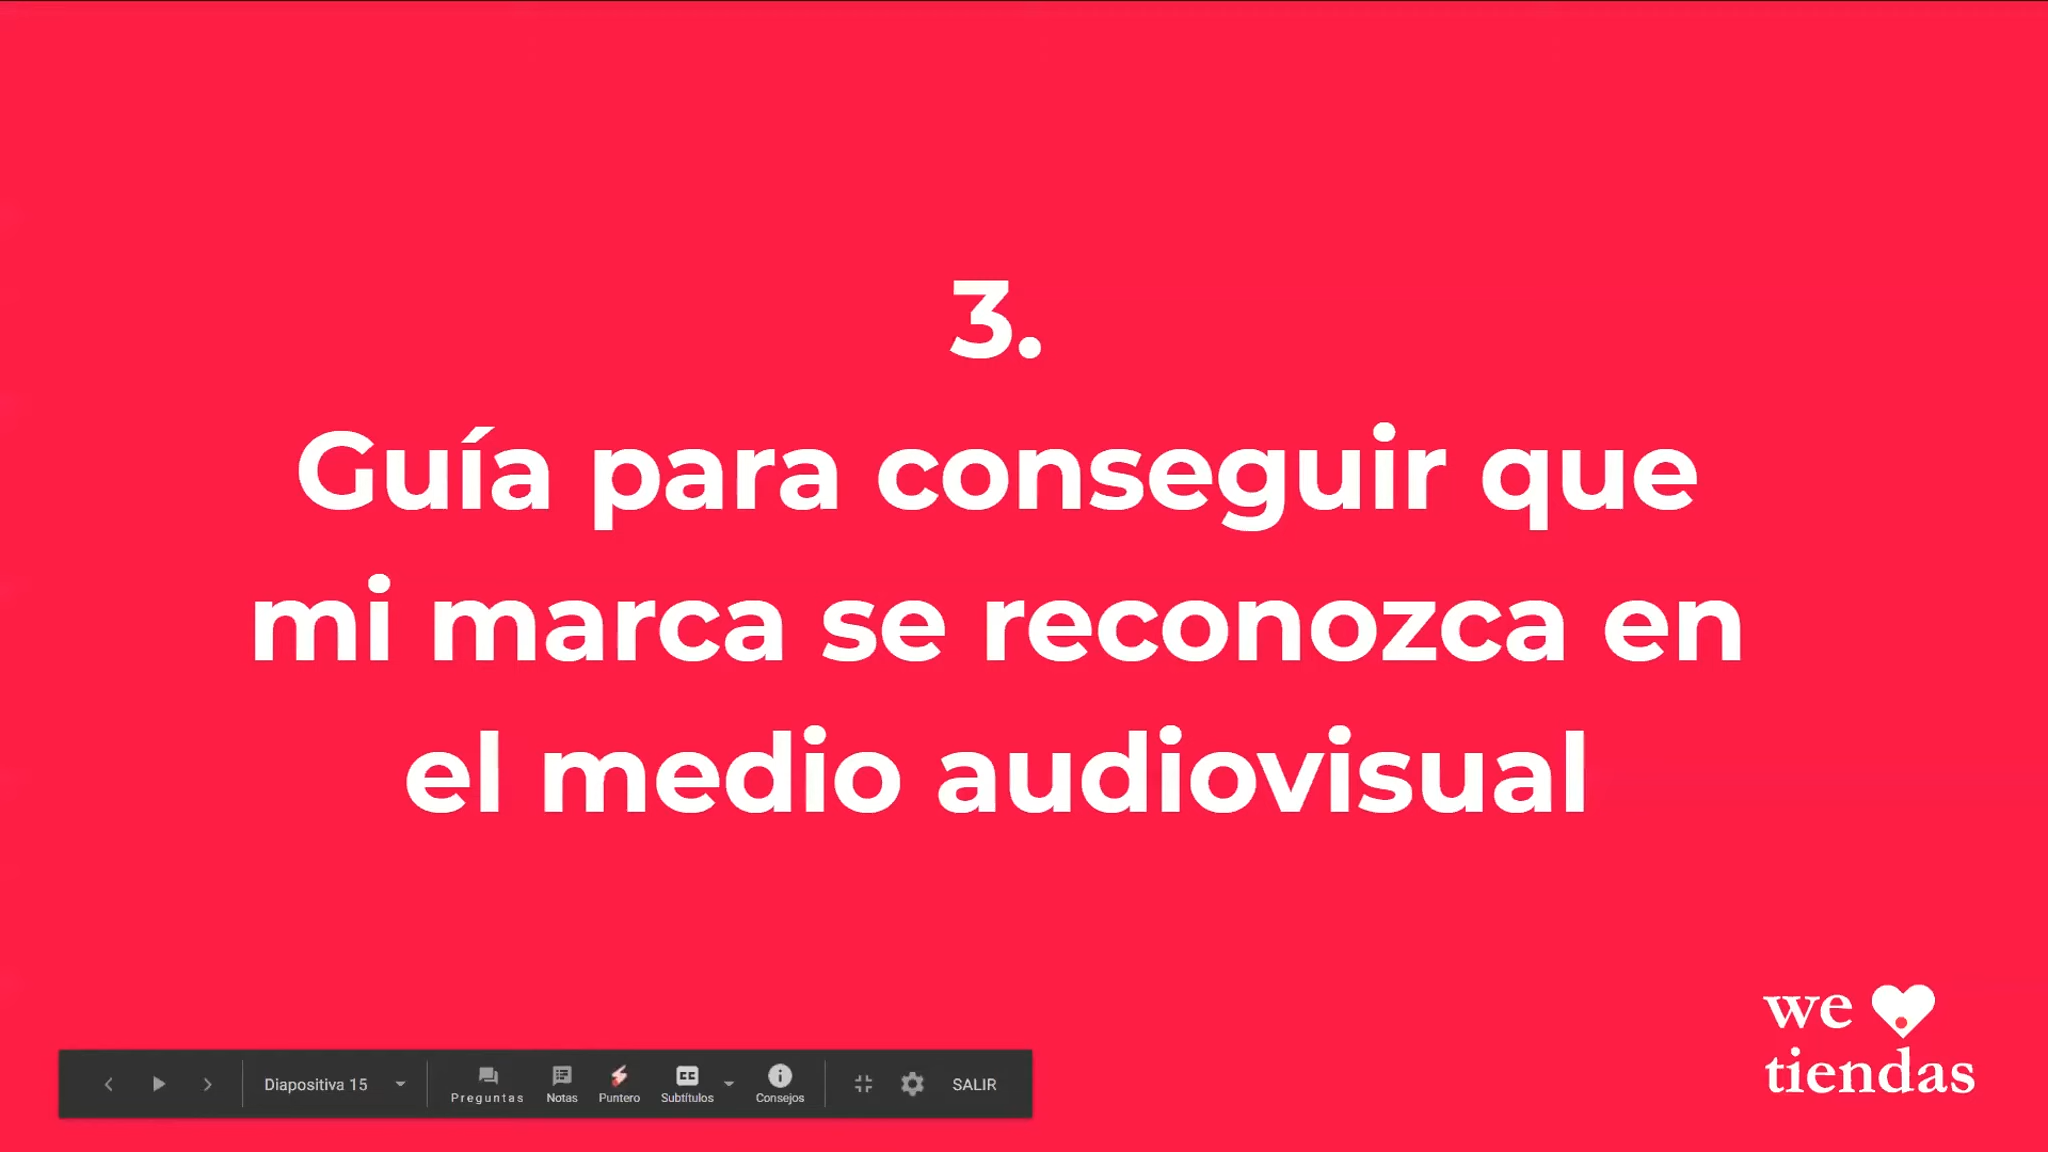 3.
Guía para conseguir que
mi marca se reconozca en
el medio audiovisual
we
tiendas
Diapositiva 15
Preguntas
Notas
Puntero
CC
Subtítulos
Consejos
SALIR